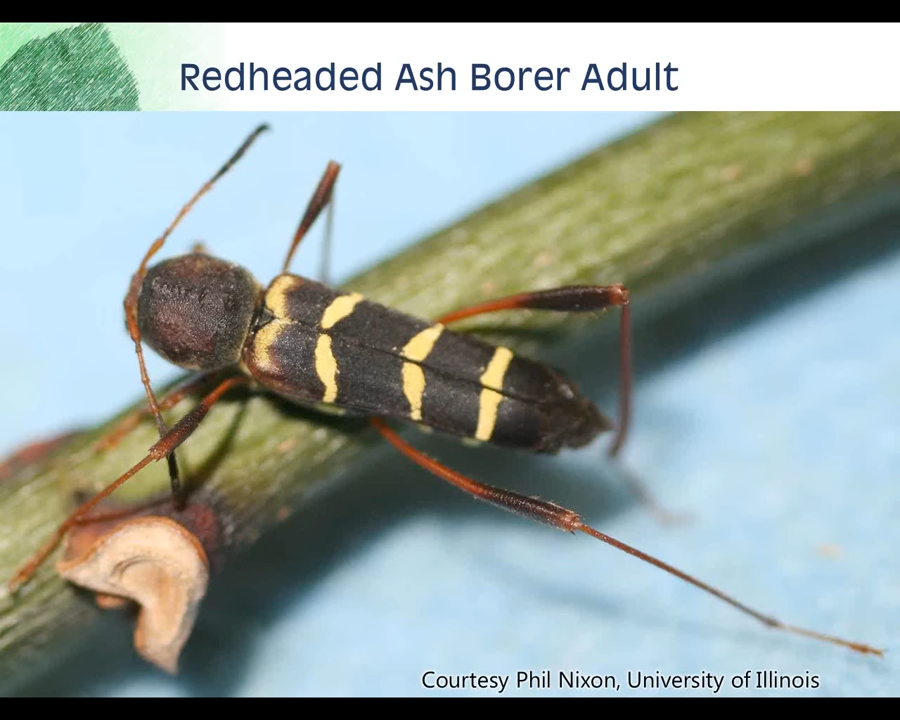 Redheaded Ash Borer Adult
Courtesy Phil Nixon, University of Illinois